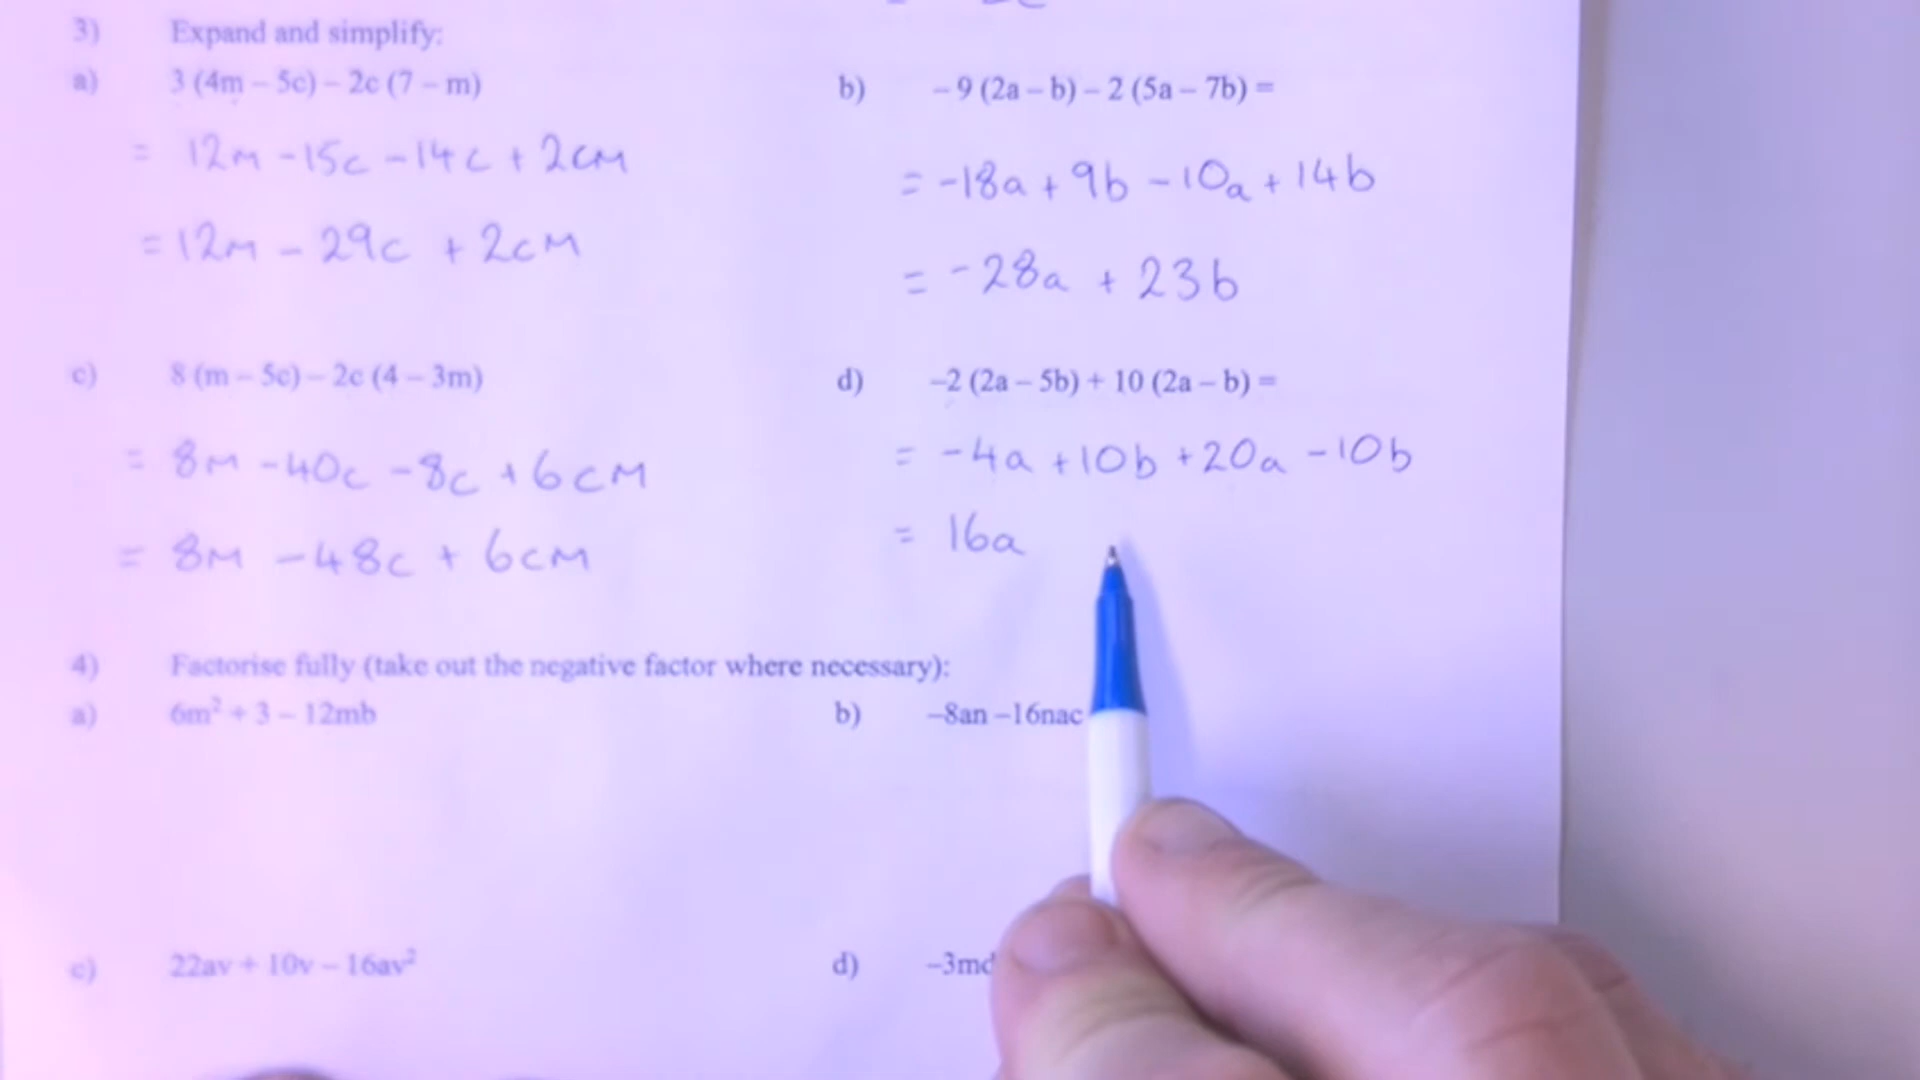 3) Expand and simplify:
a) 3 (4m – 5c) – 2c (7 – m)
= 12m - 15c - 14c + 2cm
= 12m - 29c + 2cm
b) – 9 (2a – b) – 2 (5a – 7b) =
= -18a + 9b - 10a + 14b
= -28a + 23b
c) 8 (m – 5c) – 2c (4 – 3m)
= 8m - 40c - 8c + 6cm
= 8m - 48c + 6cm
d) –2 (2a – 5b) + 10 (2a – b) =
= -4a + 10b + 20a - 10b
= 16a
4) Factorise fully (take out the negative factor where necessary):
a) 6m² + 3 – 12mb
b) –8an –16nac
c) 22av + 10v – 16av²
d) –3m